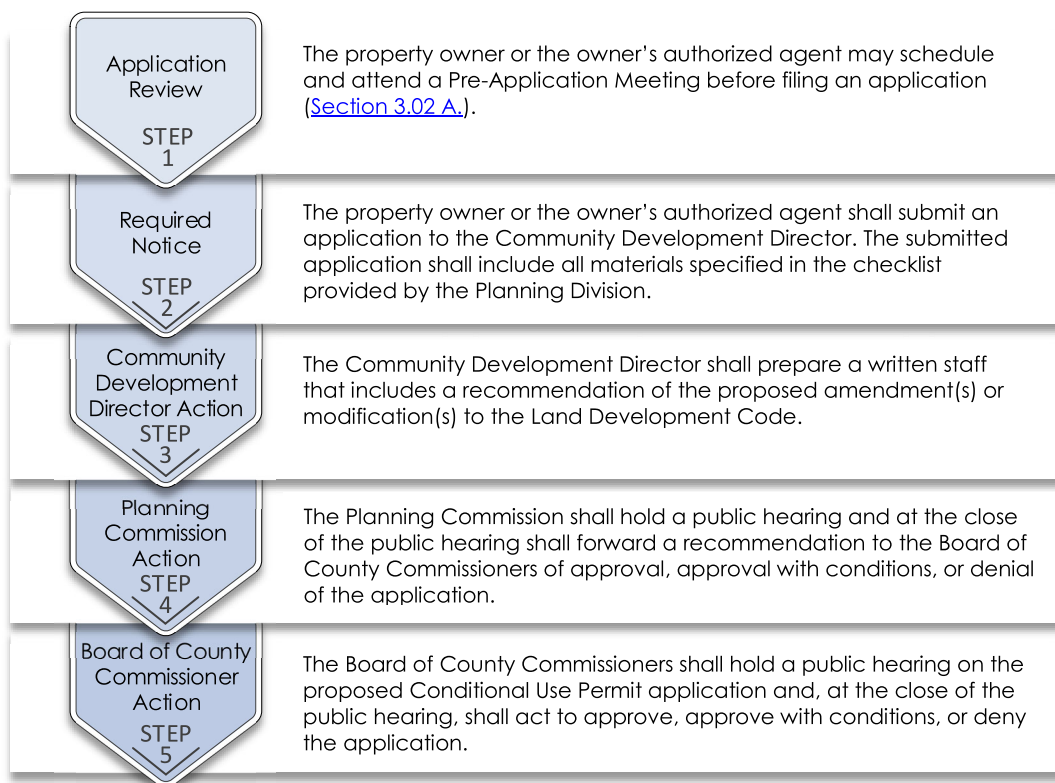 Application
Review
STEP
1
The property owner or the owner’s authorized agent may schedule
and attend a Pre-Application Meeting before filing an application
(Section 3.02 A.).
Required
Notice
STEP
2
The property owner or the owner’s authorized agent shall submit an
application to the Community Development Director. The submitted
application shall include all materials specified in the checklist
provided by the Planning Division.
Community
Development
Director Action
STEP
3
The Community Development Director shall prepare a written staff
that includes a recommendation of the proposed amendment(s) or
modification(s) to the Land Development Code.
Planning
Commission
Action
STEP
4
The Planning Commission shall hold a public hearing and at the close
of the public hearing shall forward a recommendation to the Board of
County Commissioners of approval, approval with conditions, or denial
of the application.
Board of County
Commissioner
Action
STEP
5
The Board of County Commissioners shall hold a public hearing on the
proposed Conditional Use Permit application and, at the close of the
public hearing, shall act to approve, approve with conditions, or deny
the application.